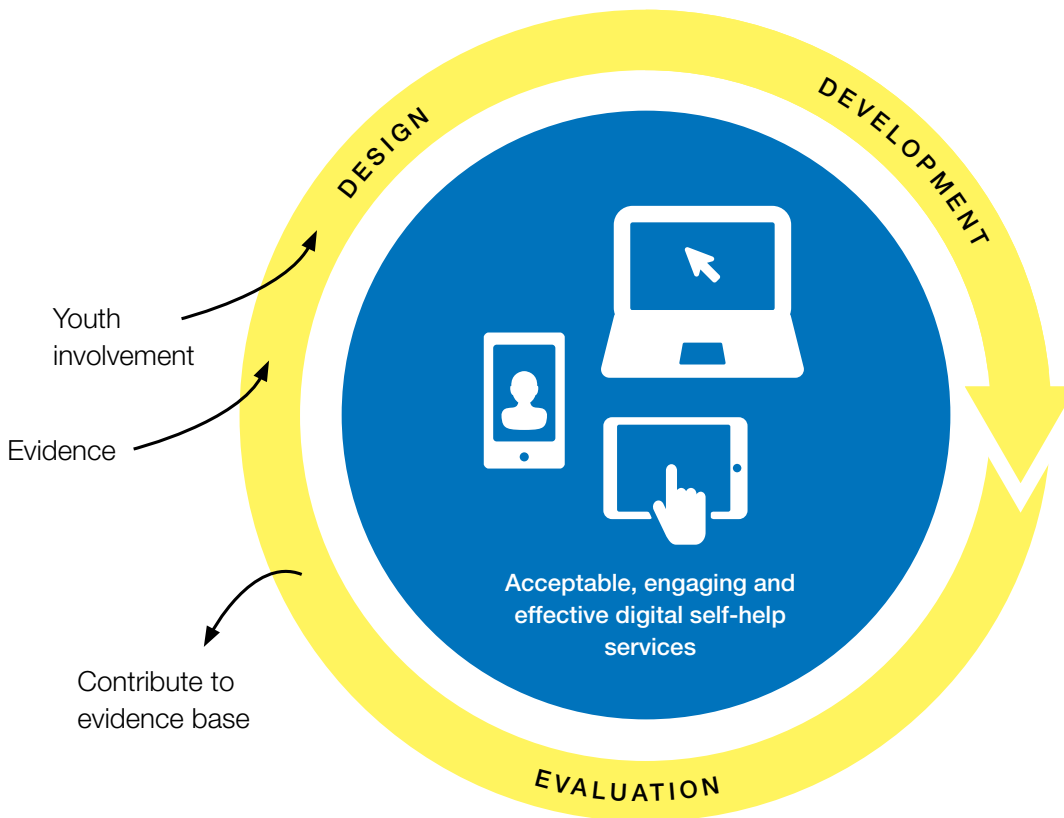 DESIGN
DEVELOPMENT
Youth
involvement
Evidence
Acceptable, engaging and
effective digital self-help
services
Contribute to
evidence base
EVALUATION